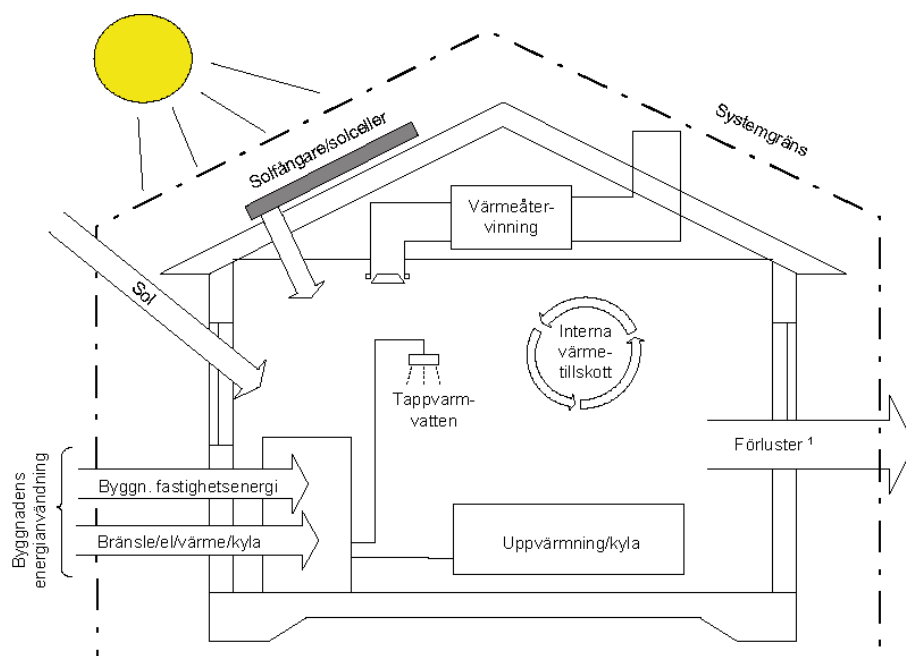 Systemgräns
Solfångare/solceller
Värmeåter-
vinning
Sol
Interna
värme-
tillskott
Tappvarm-
vatten
Förluster 1
Byggnadens
energianvändning
Byggn. fastighetsenergi
Bränsle/el/värme/kyla
Uppvärmning/kyla